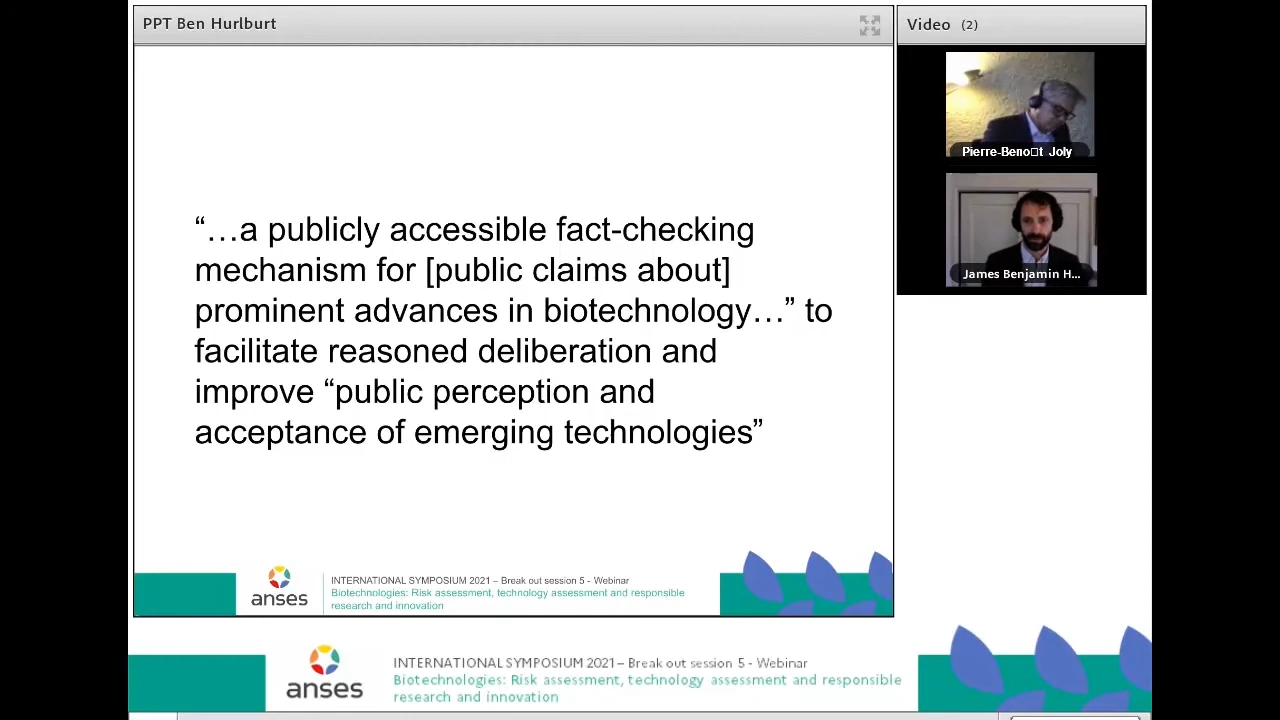 PPT Ben Hurlburt
Video (2)
Pierre-Beno□t Joly
James Benjamin H...
“…a publicly accessible fact-checking
mechanism for [public claims about]
prominent advances in biotechnology…” to
facilitate reasoned deliberation and
improve “public perception and
acceptance of emerging technologies”
anses
INTERNATIONAL SYMPOSIUM 2021 – Break out session 5 - Webinar
Biotechnologies: Risk assessment, technology assessment and responsible
research and innovation
anses
INTERNATIONAL SYMPOSIUM 2021 – Break out session 5 - Webinar
Biotechnologies: Risk assessment, technology assessment and responsible
research and innovation